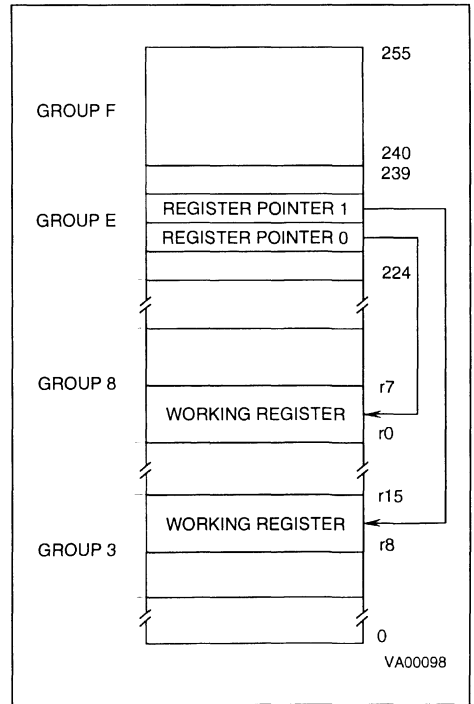 255
GROUP F
240
239
REGISTER POINTER 1
GROUP E
REGISTER POINTER 0
224
GROUP 8
r7
WORKING REGISTER
r0
r15
WORKING REGISTER
GROUP 3
r8
0
VA00098